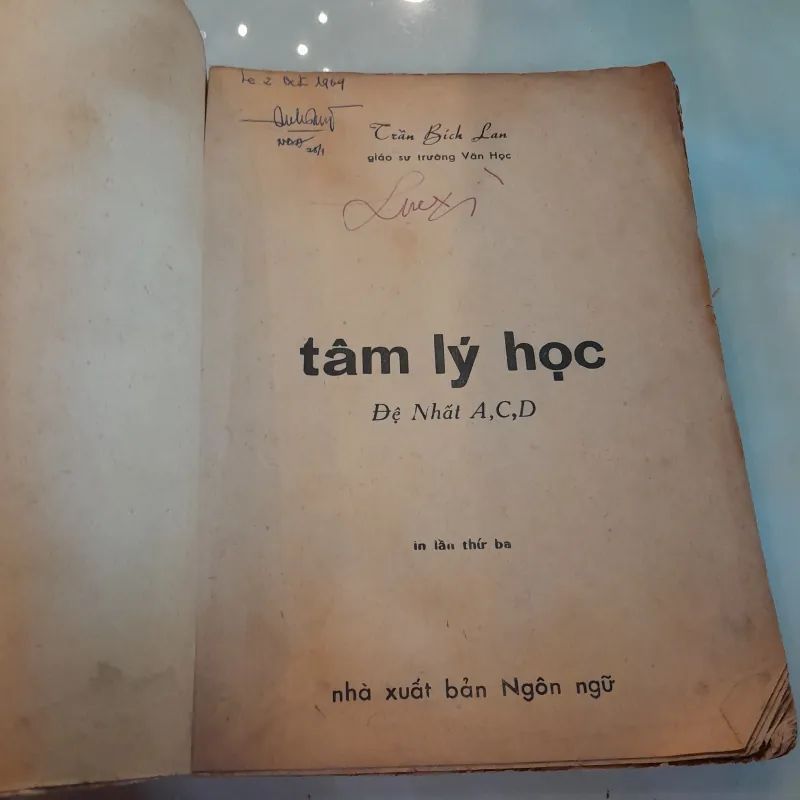 Le 2 Oct 1964
Trần Bích Lan
giáo sư trường Văn Học
tâm lý học
Đệ Nhất A,C,D
in lần thứ ba
nhà xuất bản Ngôn ngữ